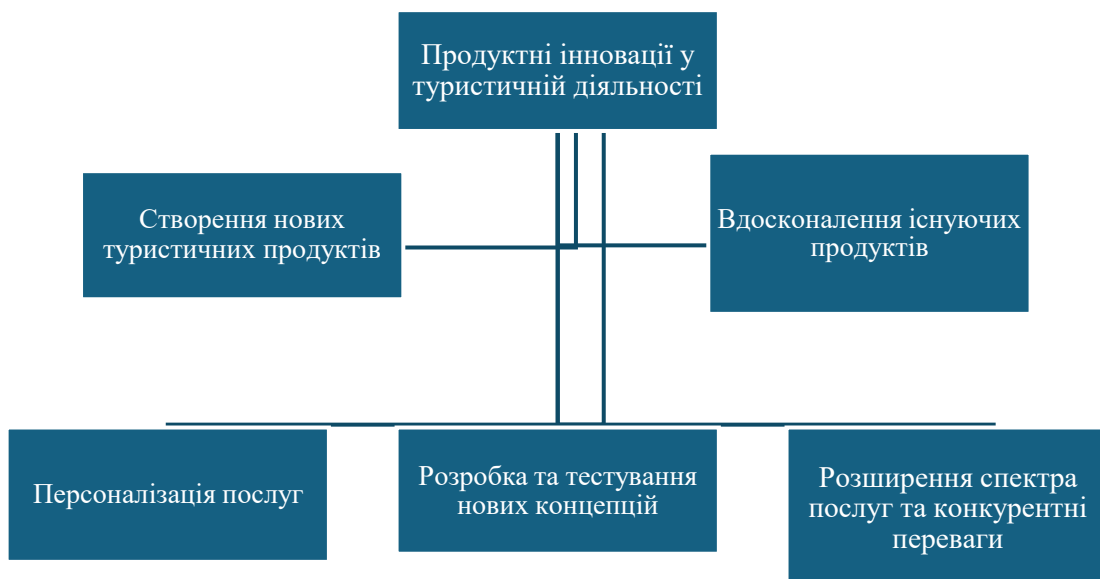 Продуктні інновації у
туристичній діяльності
Створення нових
туристичних продуктів
Вдосконалення існуючих
продуктів
Персоналізація послуг
Розробка та тестування
нових концепцій
Розширення спектра
послуг та конкурентні
переваги